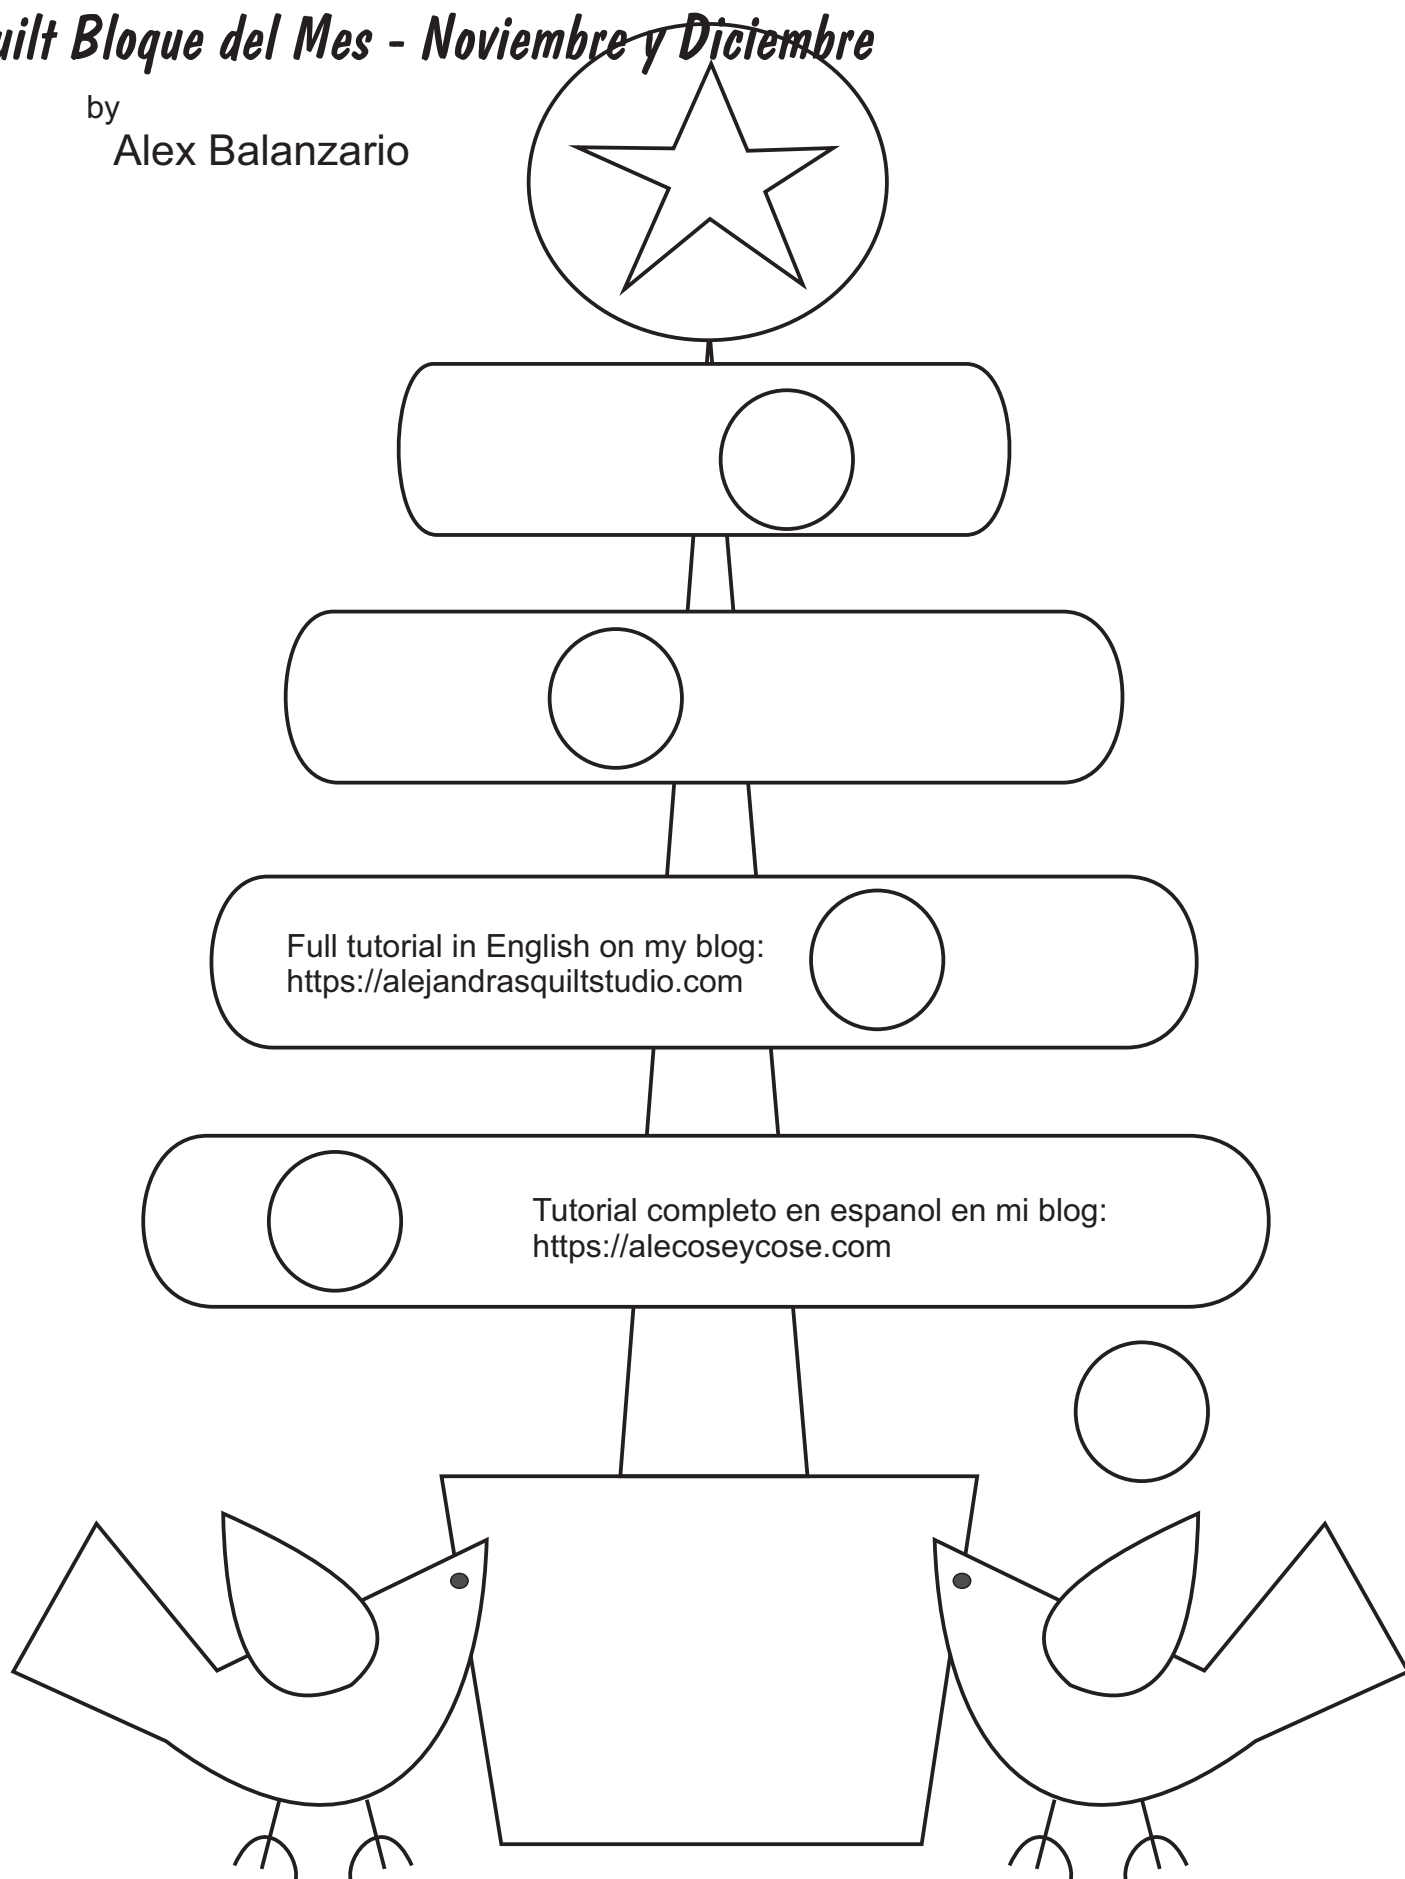 uilt Bloque del Mes - Noviembre y Diciembre
by
Alex Balanzario
Full tutorial in English on my blog:
https://alejandrasquiltstudio.com
Tutorial completo en espanol en mi blog:
https://alecoseycose.com